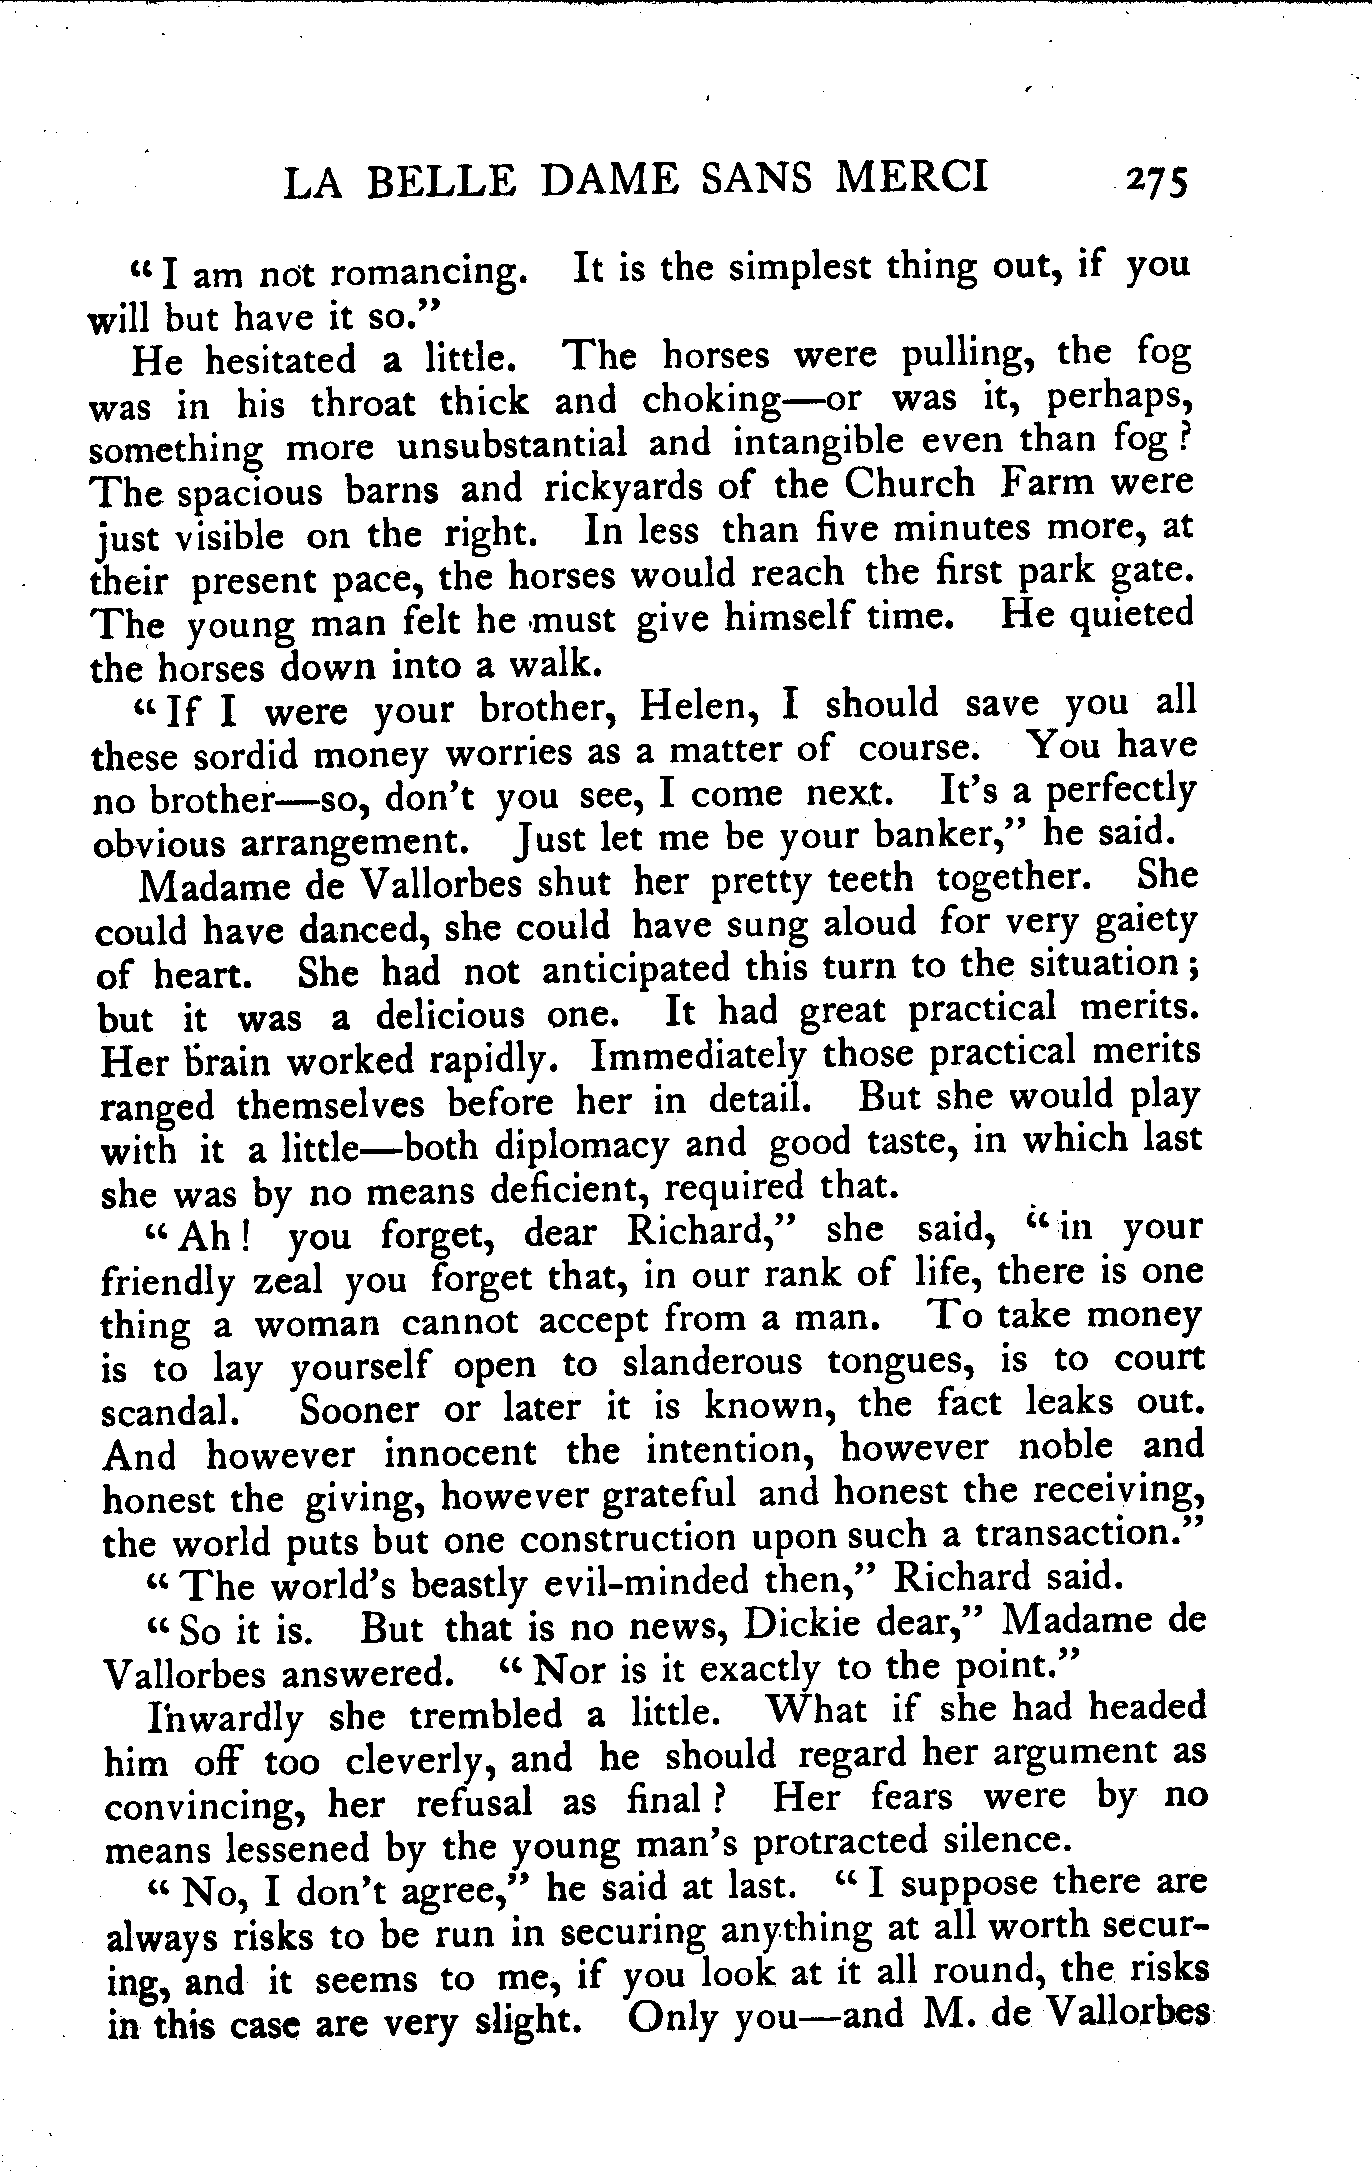 LA BELLE DAME SANS MERCI 275
“I am not romancing. It is the simplest thing out, if you
will but have it so.”
He hesitated a little. The horses were pulling, the fog
was in his throat thick and choking—or was it, perhaps,
something more unsubstantial and intangible even than fog?
The spacious barns and rickyards of the Church Farm were
just visible on the right. In less than five minutes more, at
their present pace, the horses would reach the first park gate.
The young man felt he must give himself time. He quieted
the horses down into a walk.
“If I were your brother, Helen, I should save you all
these sordid money worries as a matter of course. You have
no brother—so, don’t you see, I come next. It’s a perfectly
obvious arrangement. Just let me be your banker,” he said.
Madame de Vallorbes shut her pretty teeth together. She
could have danced, she could have sung aloud for very gaiety
of heart. She had not anticipated this turn to the situation;
but it was a delicious one. It had great practical merits.
Her brain worked rapidly. Immediately those practical merits
ranged themselves before her in detail. But she would play
with it a little—both diplomacy and good taste, in which last
she was by no means deficient, required that.
“Ah! you forget, dear Richard,” she said, “in your
friendly zeal you forget that, in our rank of life, there is one
thing a woman cannot accept from a man. To take money
is to lay yourself open to slanderous tongues, is to court
scandal. Sooner or later it is known, the fact leaks out.
And however innocent the intention, however noble and
honest the giving, however grateful and honest the receiving,
the world puts but one construction upon such a transaction.”
“The world’s beastly evil-minded then,” Richard said.
“So it is. But that is no news, Dickie dear,” Madame de
Vallorbes answered. “Nor is it exactly to the point.”
Inwardly she trembled a little. What if she had headed
him off too cleverly, and he should regard her argument as
convincing, her refusal as final? Her fears were by no
means lessened by the young man’s protracted silence.
“No, I don’t agree,” he said at last. “I suppose there are
always risks to be run in securing anything at all worth secur-
ing, and it seems to me, if you look at it all round, the risks
in this case are very slight. Only you—and M. de Vallorbes